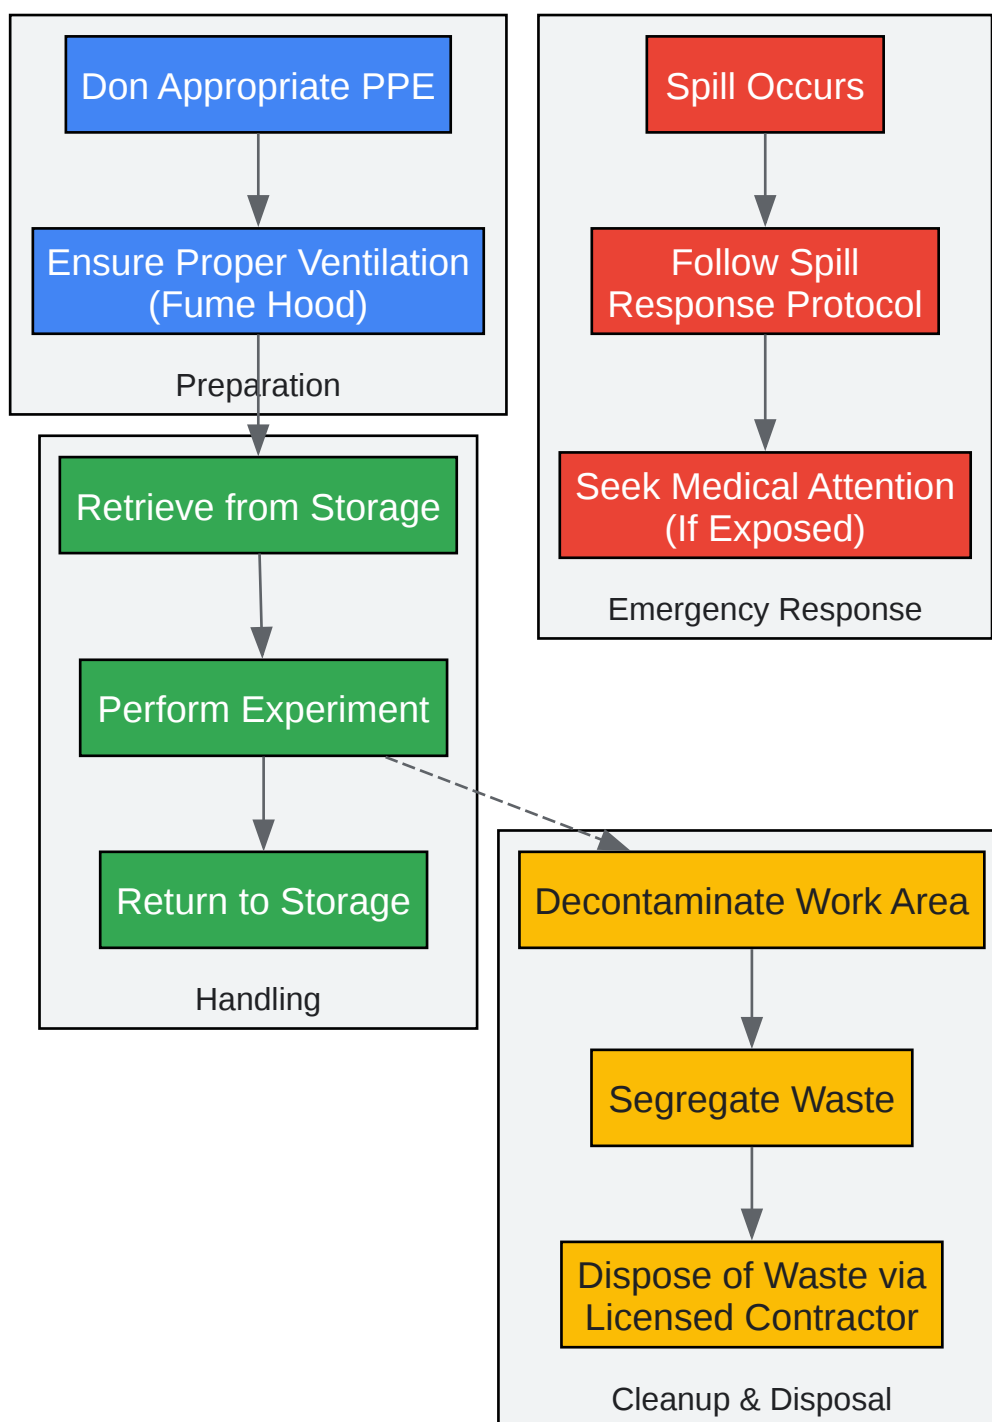 Don Appropriate PPE
Ensure Proper Ventilation
(Fume Hood)
Preparation
Retrieve from Storage
Perform Experiment
Return to Storage
Handling
Spill Occurs
Follow Spill
Response Protocol
Seek Medical Attention
(If Exposed)
Emergency Response
Decontaminate Work Area
Segregate Waste
Dispose of Waste via
Licensed Contractor
Cleanup & Disposal